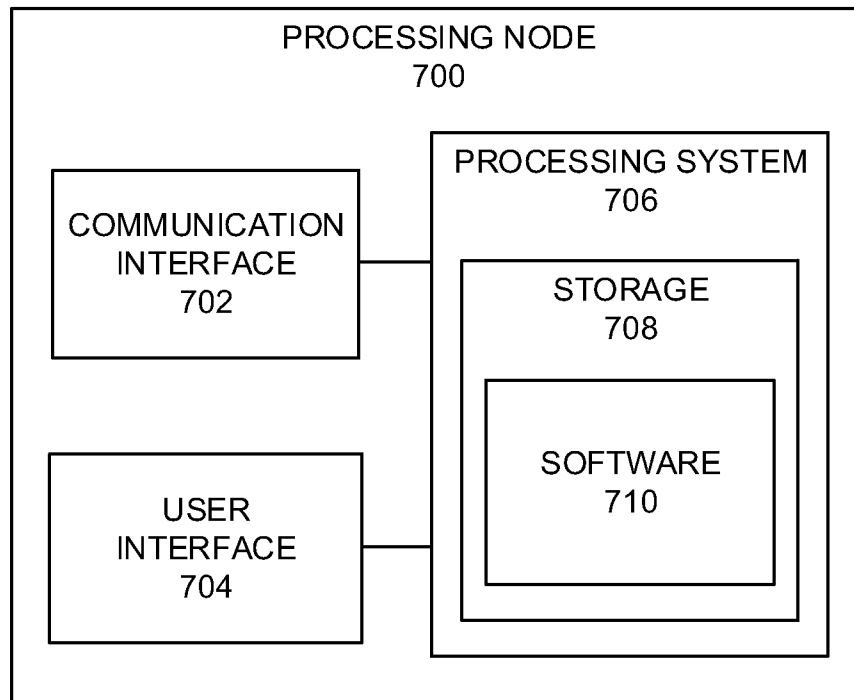 PROCESSING NODE
700
COMMUNICATION
INTERFACE
702
USER
INTERFACE
704
PROCESSING SYSTEM
706
STORAGE
708
SOFTWARE
710